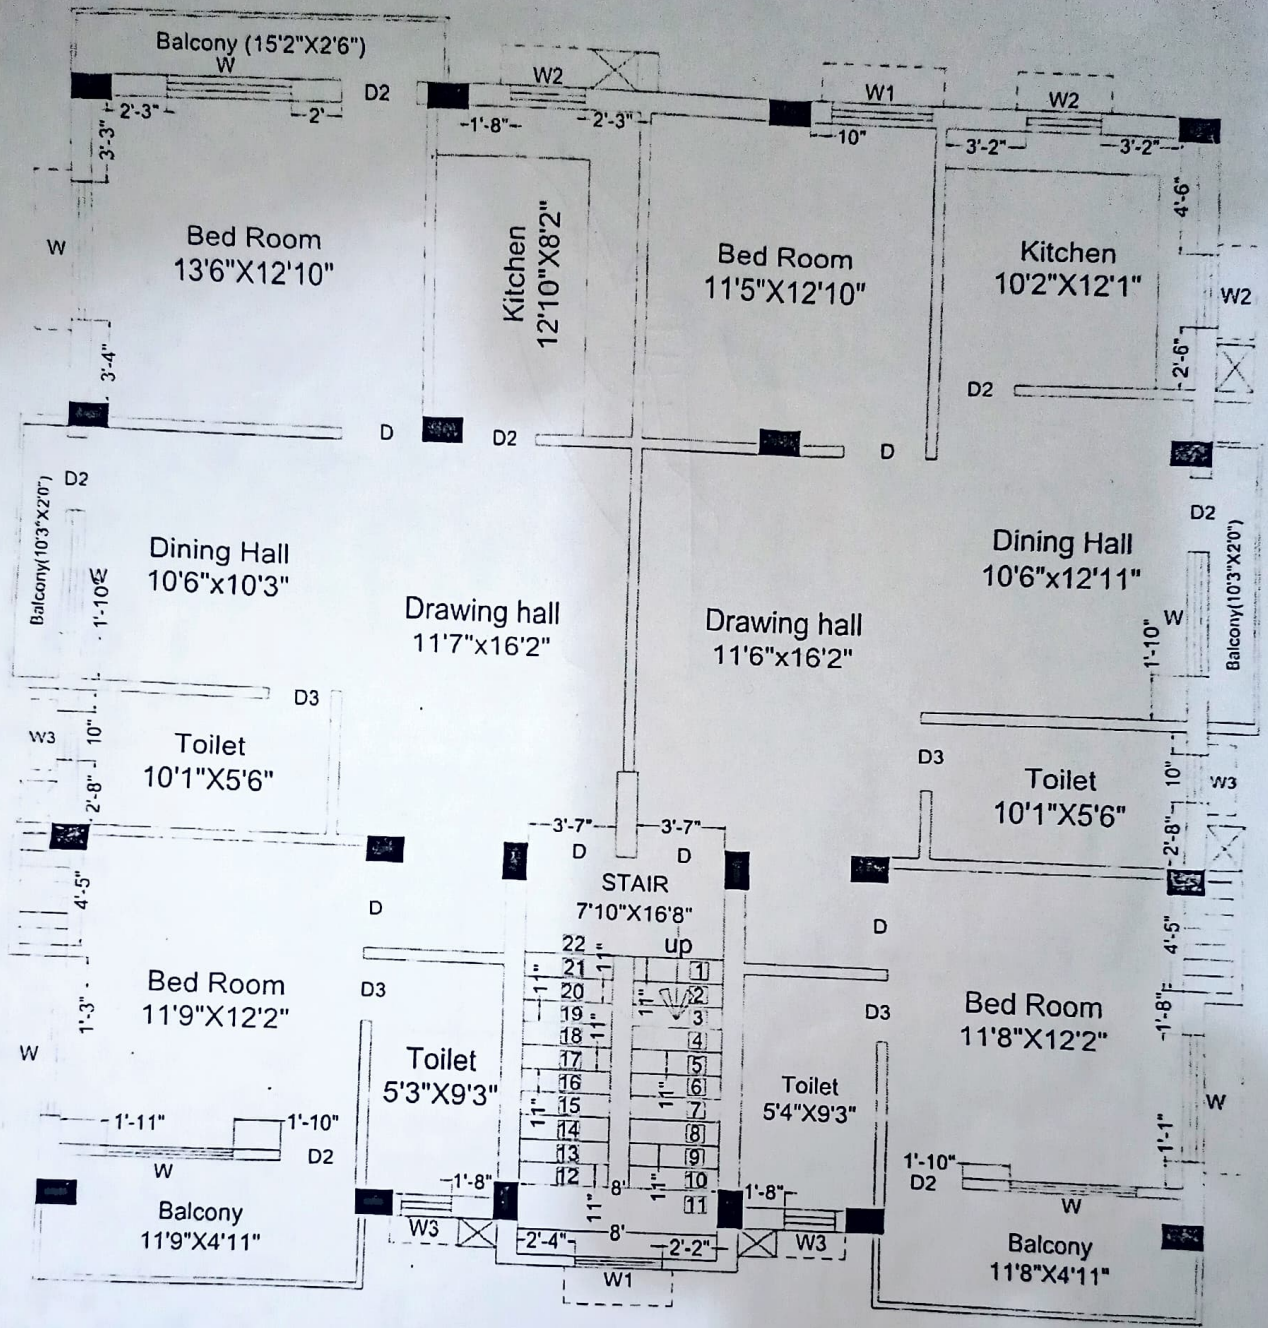 Balcony (15'2"X2'6")
W
D2
W2
W1
W2
2'-3"
2'
1'-8"
2'-3"
10"
3'-2"
3'-2"
3'-3"
4'-6"
W
Bed Room
13'6"X12'10"
Kitchen
12'10"X8'2"
Bed Room
11'5"X12'10"
Kitchen
10'2"X12'1"
W2
3'-4"
2'-6"
D2
D
D2
D
D2
Balcony(10'3"X2'0")
D2
Balcony(10'3"X2'0")
Dining Hall
10'6"x10'3"
W
1'-10"
Drawing hall
11'7"x16'2"
Drawing hall
11'6"x16'2"
Dining Hall
10'6"x12'11"
W
1'-10"
D3
W3
10"
Toilet
10'1"X5'6"
2'-8"
D3
Toilet
10'1"X5'6"
10"
W3
2'-8"
3'-7"
3'-7"
D
D
STAIR
7'10"X16'8"
4'-5"
D
D
4'-5"
22
up
21
1
20
2
19
3
18
4
17
5
16
6
15
7
14
8
13
9
12
10
11
11"
11"
11"
11"
11"
11"
11"
11"
Bed Room
11'9"X12'2"
D3
1'-3"
W
Toilet
5'3"X9'3"
Toilet
5'4"X9'3"
D3
Bed Room
11'8"X12'2"
1'-8"
W
1'-1"
1'-11"
1'-10"
W
D2
1'-10"
D2
W
Balcony
11'9"X4'11"
1'-8"
W3
8'
8'
2'-4"
2'-2"
W1
1'-8"
W3
Balcony
11'8"X4'11"